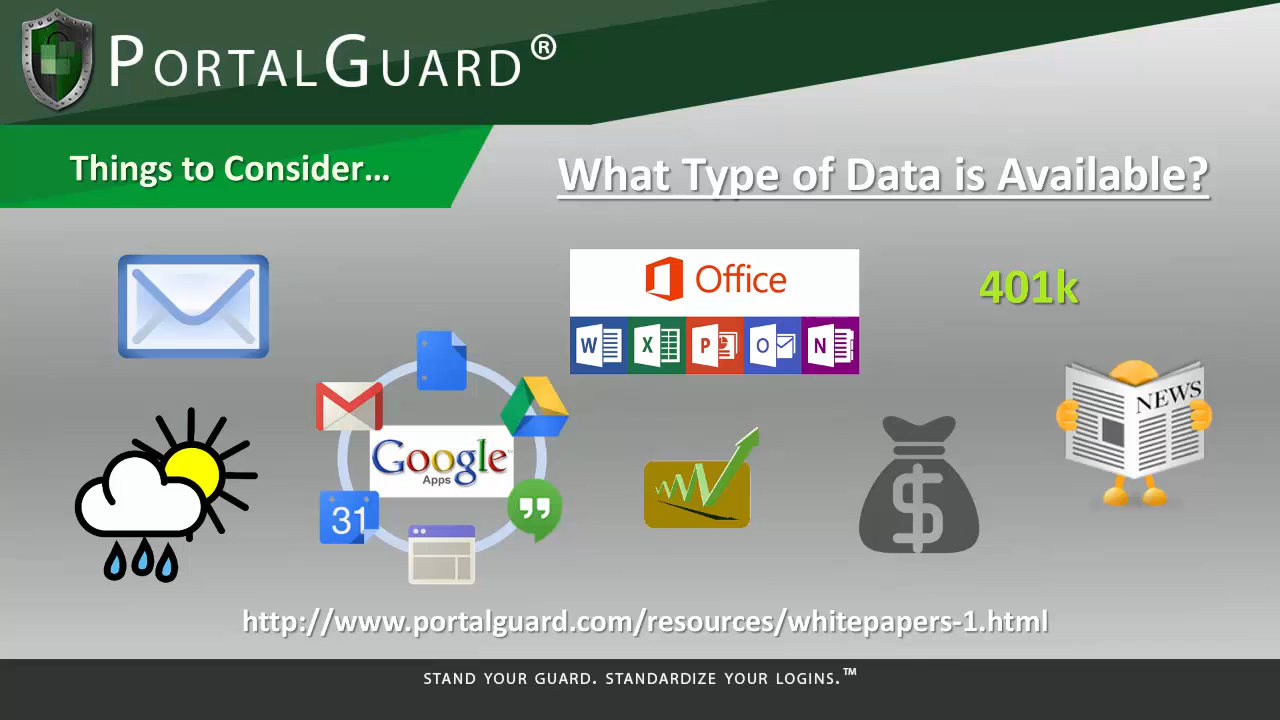 PORTALGUARD®
Things to Consider...
What Type of Data is Available?
Office
401k
W X P O N
NEWS
Google
Apps
31
$
http://www.portalguard.com/resources/whitepapers-1.html
STAND YOUR GUARD. STANDARDIZE YOUR LOGINS.™